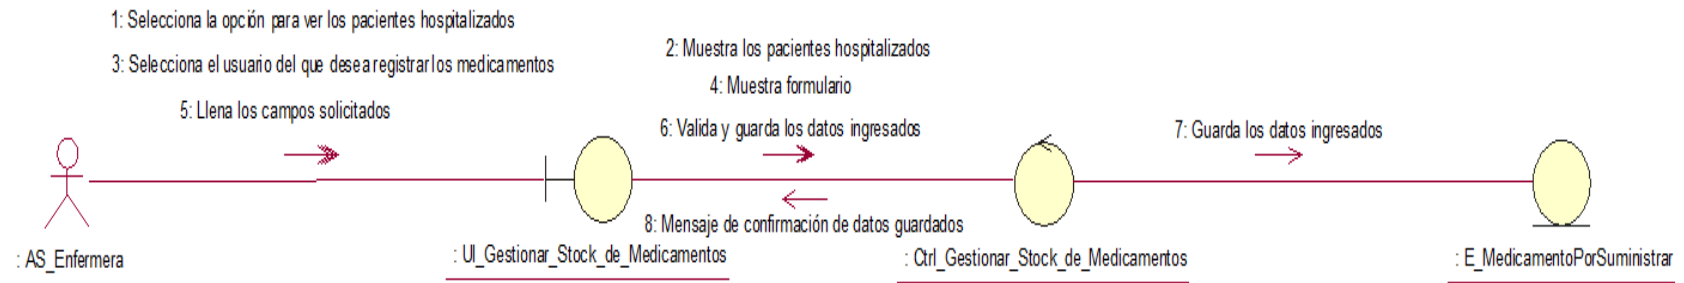 1: Selecciona la opción para ver los pacientes hospitalizados
3: Selecciona el usuario del que desea registrar los medicamentos
5: Llena los campos solicitados
2: Muestra los pacientes hospitalizados
4: Muestra formulario
6: Valida y guarda los datos ingresados
7: Guarda los datos ingresados
8: Mensaje de confirmación de datos guardados
: AS_Enfermera
: UI_Gestionar_Stock_de_Medicamentos
: Ctrl_Gestionar_Stock_de_Medicamentos
: E_MedicamentoPorSuministrar